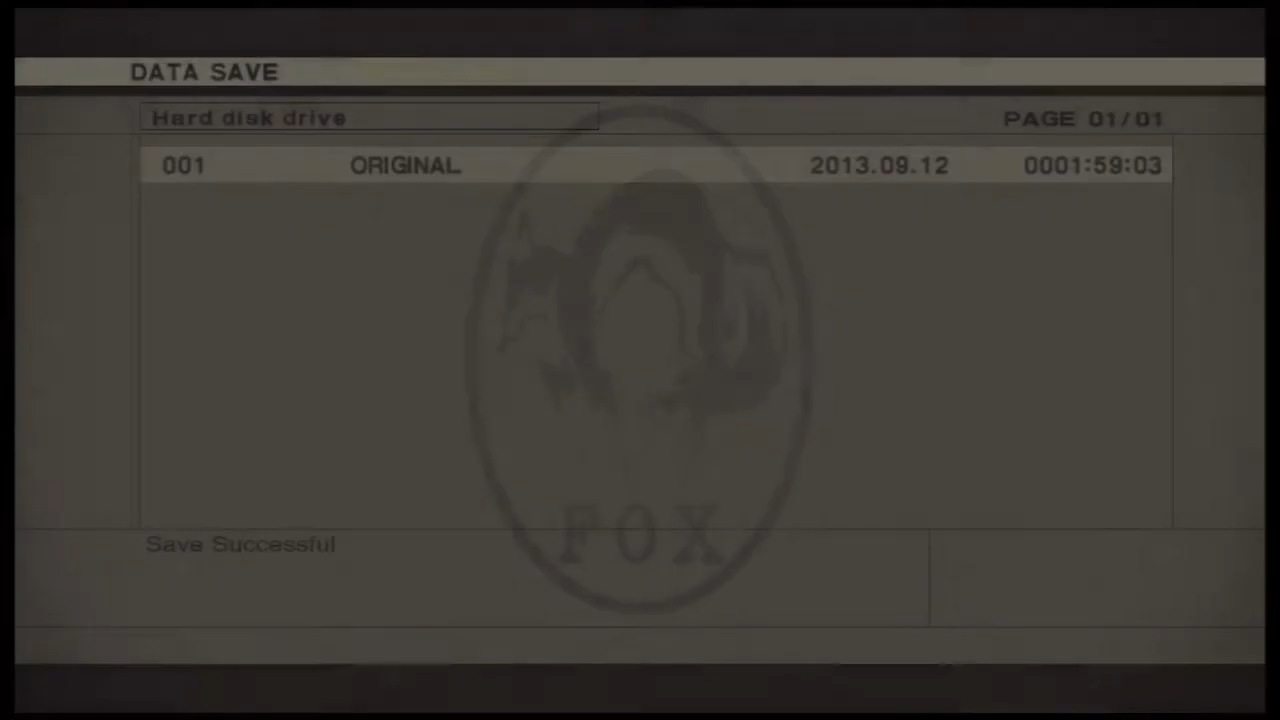 DATA SAVE
Hard disk drive PAGE 01/01
001 ORIGINAL 2013.09.12 0001:59:03
FOX
Save Successful